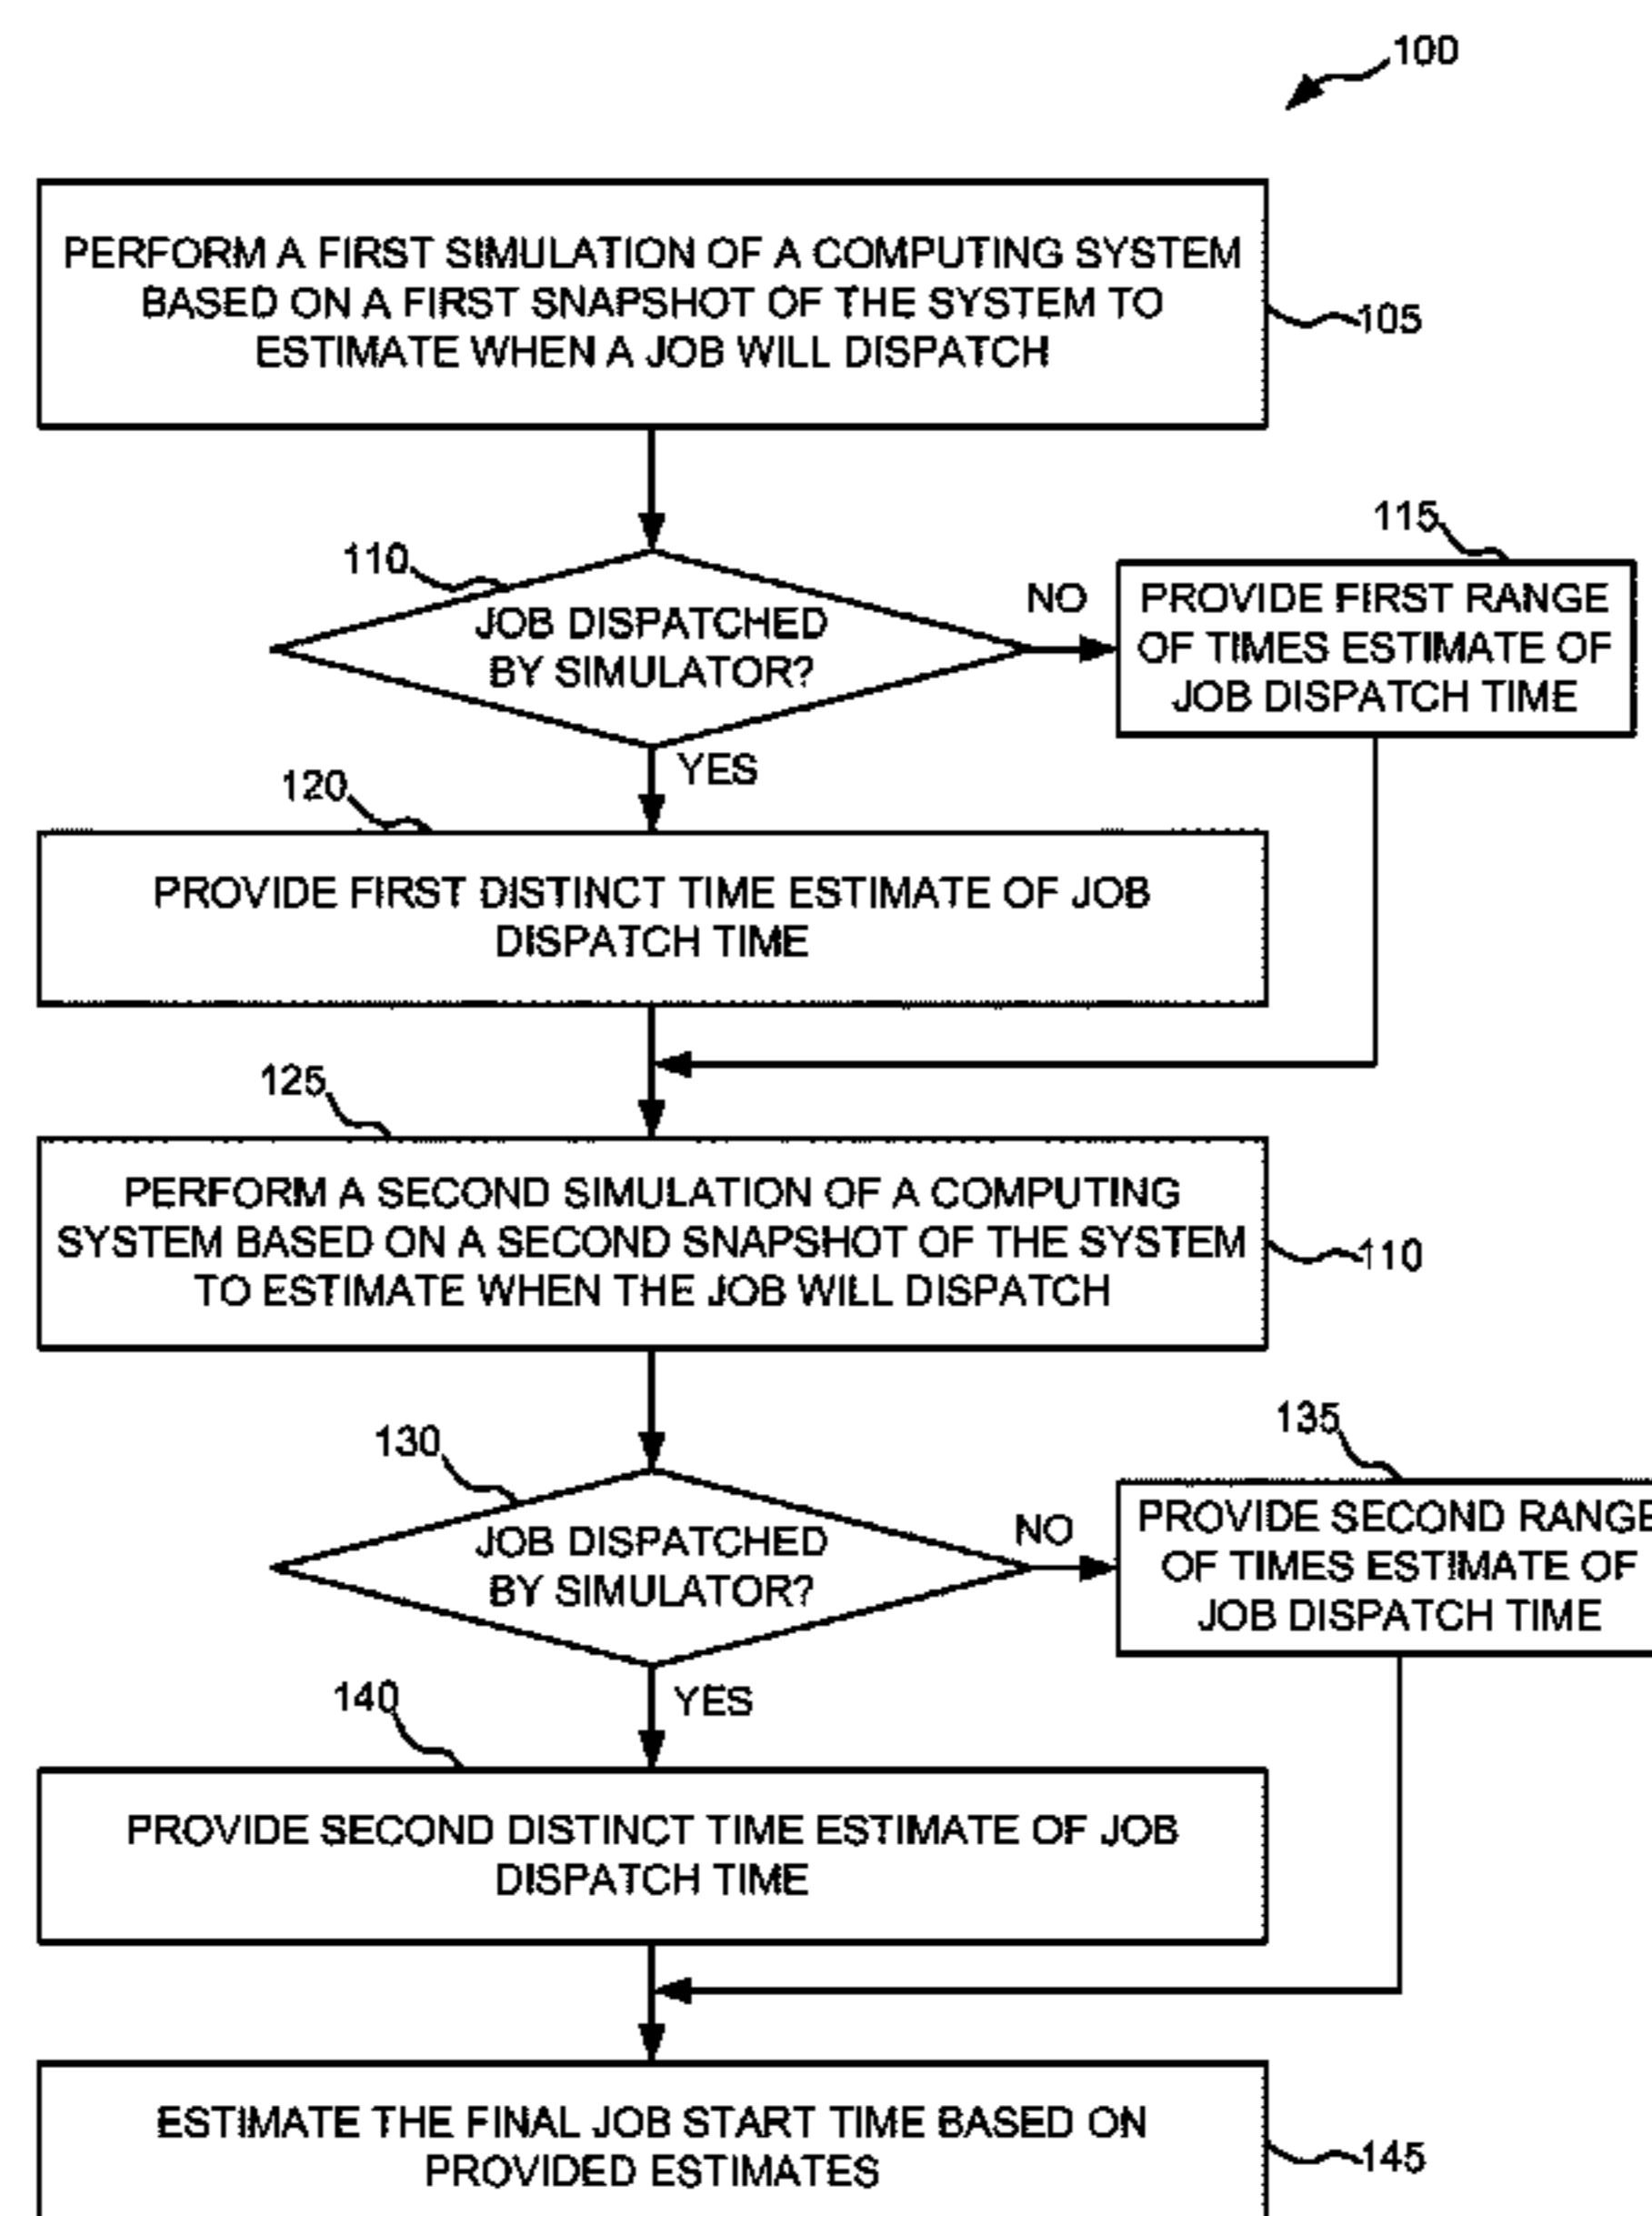 100
PERFORM A FIRST SIMULATION OF A COMPUTING SYSTEM
BASED ON A FIRST SNAPSHOT OF THE SYSTEM TO
ESTIMATE WHEN A JOB WILL DISPATCH
105
110
JOB DISPATCHED
BY SIMULATOR?
NO
115
PROVIDE FIRST RANGE
OF TIMES ESTIMATE OF
JOB DISPATCH TIME
YES
120
PROVIDE FIRST DISTINCT TIME ESTIMATE OF JOB
DISPATCH TIME
125
PERFORM A SECOND SIMULATION OF A COMPUTING
SYSTEM BASED ON A SECOND SNAPSHOT OF THE SYSTEM
TO ESTIMATE WHEN THE JOB WILL DISPATCH
110
130
JOB DISPATCHED
BY SIMULATOR?
NO
135
PROVIDE SECOND RANGE
OF TIMES ESTIMATE OF
JOB DISPATCH TIME
YES
140
PROVIDE SECOND DISTINCT TIME ESTIMATE OF JOB
DISPATCH TIME
ESTIMATE THE FINAL JOB START TIME BASED ON
PROVIDED ESTIMATES
145